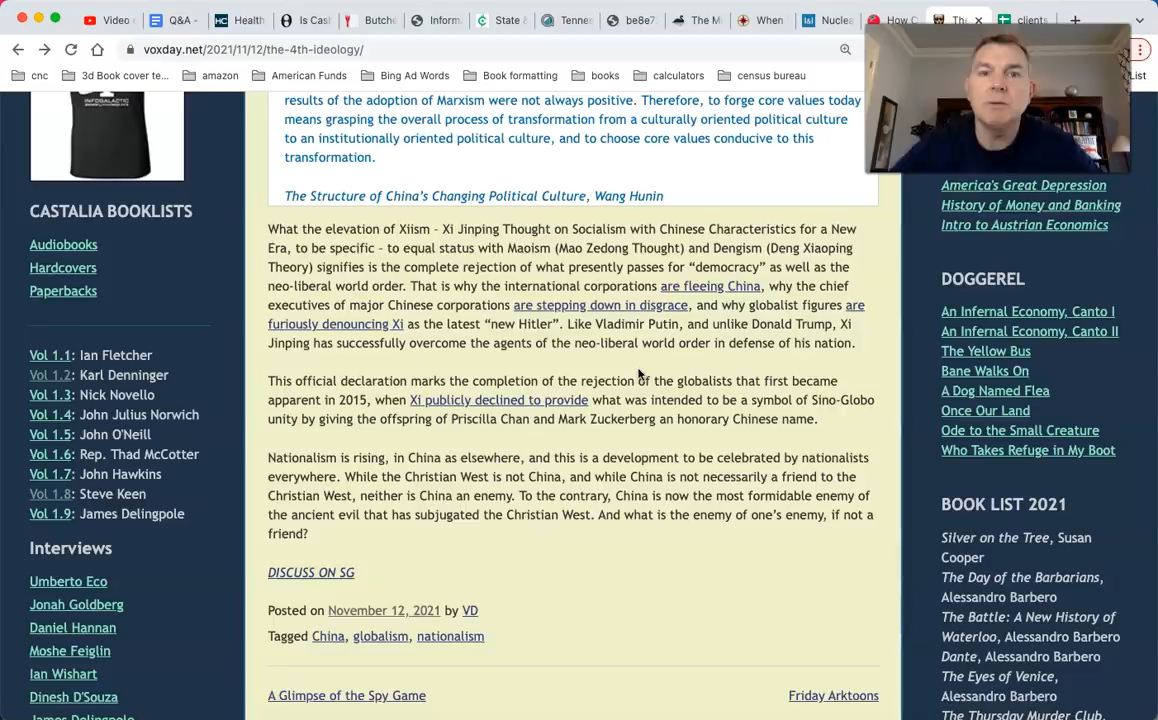 Video
Q&A -
Health
Is Cas
Butche
Inform
State &
Tennes
be8e7
The M
When
Nuclea
How C
The
clients
voxday.net/2021/11/12/the-4th-ideology/
cnc
3d Book cover te...
amazon
American Funds
Bing Ad Words
Book formatting
books
calculators
census bureau
List
INFOGALACTIC
CASTALIA BOOKLISTS
Audiobooks
Hardcovers
Paperbacks
Vol 1.1: Ian Fletcher
Vol 1.2: Karl Denninger
Vol 1.3: Nick Novello
Vol 1.4: John Julius Norwich
Vol 1.5: John O'Neill
Vol 1.6: Rep. Thad McCotter
Vol 1.7: John Hawkins
Vol 1.8: Steve Keen
Vol 1.9: James Delingpole
Interviews
Umberto Eco
Jonah Goldberg
Daniel Hannan
Moshe Feiglin
Ian Wishart
Dinesh D'Souza
James Delingpole
results of the adoption of Marxism were not always positive. Therefore, to forge core values today
means grasping the overall process of transformation from a culturally oriented political culture
to an institutionally oriented political culture, and to choose core values conducive to this
transformation.
The Structure of China's Changing Political Culture, Wang Hunin
What the elevation of Xiism – Xi Jinping Thought on Socialism with Chinese Characteristics for a New
Era, to be specific – to equal status with Maoism (Mao Zedong Thought) and Dengism (Deng Xiaoping
Theory) signifies is the complete rejection of what presently passes for “democracy” as well as the
neo-liberal world order. That is why the international corporations are fleeing China, why the chief
executives of major Chinese corporations are stepping down in disgrace, and why globalist figures are
furiously denouncing Xi as the latest “new Hitler”. Like Vladimir Putin, and unlike Donald Trump, Xi
Jinping has successfully overcome the agents of the neo-liberal world order in defense of his nation.
This official declaration marks the completion of the rejection of the globalists that first became
apparent in 2015, when Xi publicly declined to provide what was intended to be a symbol of Sino-Globo
unity by giving the offspring of Priscilla Chan and Mark Zuckerberg an honorary Chinese name.
Nationalism is rising, in China as elsewhere, and this is a development to be celebrated by nationalists
everywhere. While the Christian West is not China, and while China is not necessarily a friend to the
Christian West, neither is China an enemy. To the contrary, China is now the most formidable enemy of
the ancient evil that has subjugated the Christian West. And what is the enemy of one's enemy, if not a
friend?
DISCUSS ON SG
Posted on November 12, 2021 by VD
Tagged China, globalism, nationalism
A Glimpse of the Spy Game
Friday Arktoons
America's Great Depression
History of Money and Banking
Intro to Austrian Economics
DOGGEREL
An Infernal Economy, Canto I
An Infernal Economy, Canto II
The Yellow Bus
Bane Walks On
A Dog Named Flea
Once Our Land
Ode to the Small Creature
Who Takes Refuge in My Boot
BOOK LIST 2021
Silver on the Tree, Susan
Cooper
The Day of the Barbarians,
Alessandro Barbero
The Battle: A New History of
Waterloo, Alessandro Barbero
Dante, Alessandro Barbero
The Eyes of Venice,
Alessandro Barbero
The Thursday Murder Club,